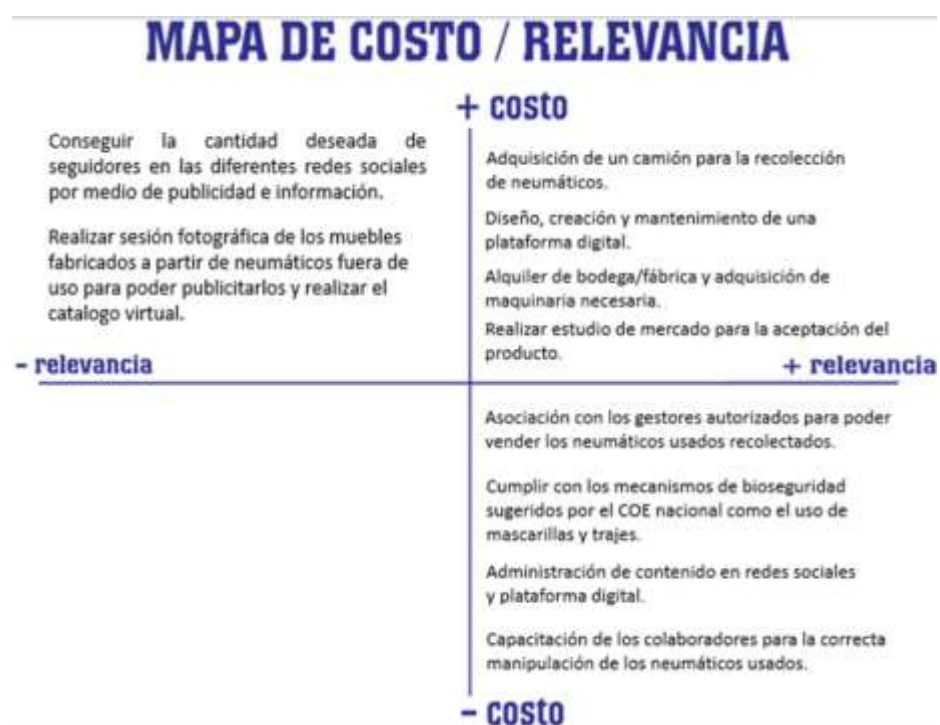 MAPA DE COSTO / RELEVANCIA
+ costo
Conseguir la cantidad deseada de
seguidores en las diferentes redes sociales
por medio de publicidad e información.
Realizar sesión fotográfica de los muebles
fabricados a partir de neumáticos fuera de
uso para poder publicitarlos y realizar el
catalogo virtual.
Adquisición de un camión para la recolección
de neumáticos.
Diseño, creación y mantenimiento de una
plataforma digital.
Alquiler de bodega/fábrica y adquisición de
maquinaria necesaria.
Realizar estudio de mercado para la aceptación del
producto.
- relevancia
+ relevancia
Asociación con los gestores autorizados para poder
vender los neumáticos usados recolectados.
Cumplir con los mecanismos de bioseguridad
sugeridos por el COE nacional como el uso de
mascarillas y trajes.
Administración de contenido en redes sociales
y plataforma digital.
Capacitación de los colaboradores para la correcta
manipulación de los neumáticos usados.
- costo